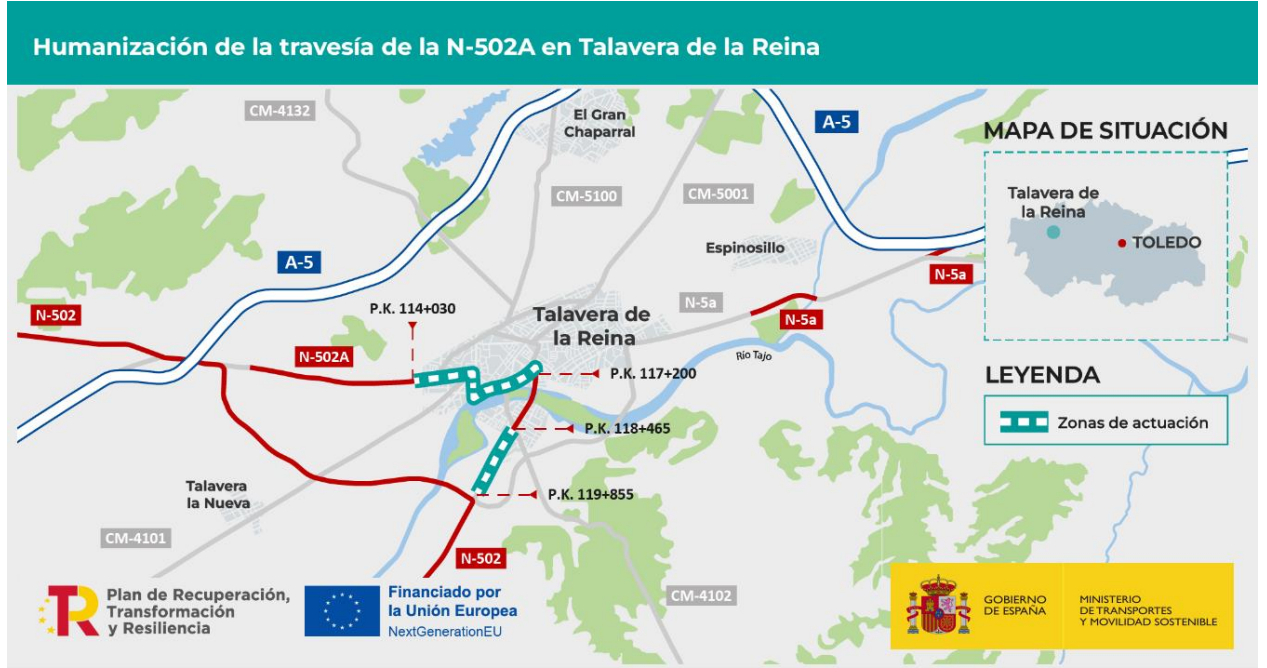 Humanización de la travesía de la N-502A en Talavera de la Reina
CM-4132
El Gran
Chaparral
A-5
MAPA DE SITUACIÓN
CM-5100
CM-5001
Talavera de
la Reina
TOLEDO
Espinosillo
A-5
N-5a
N-502
P.K. 114+030
N-5a
Talavera de
la Reina
N-5a
N-502A
Río Tajo
P.K. 117+200
LEYENDA
Zonas de actuación
P.K. 118+465
Talavera
la Nueva
P.K. 119+855
CM-4101
N-502
CM-4102
Plan de Recuperación,
Transformación
y Resiliencia
Financiado por
la Unión Europea
NextGenerationEU
GOBIERNO
DE ESPAÑA
MINISTERIO
DE TRANSPORTES
Y MOVILIDAD SOSTENIBLE